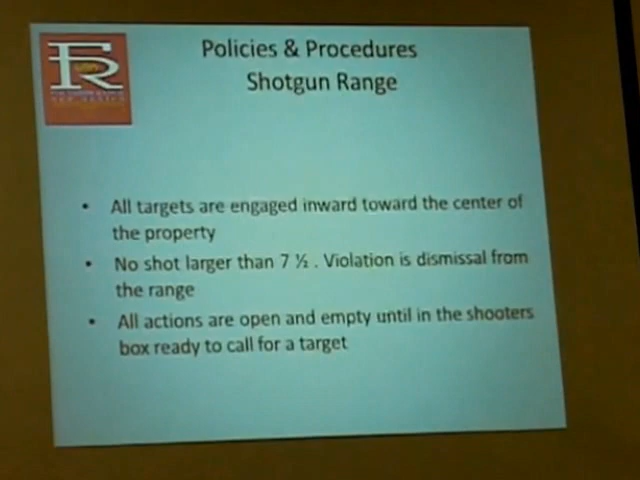 FR
Policies & Procedures
Shotgun Range
• All targets are engaged inward toward the center of
the property
• No shot larger than 7 ½ . Violation is dismissal from
the range
• All actions are open and empty until in the shooters
box ready to call for a target